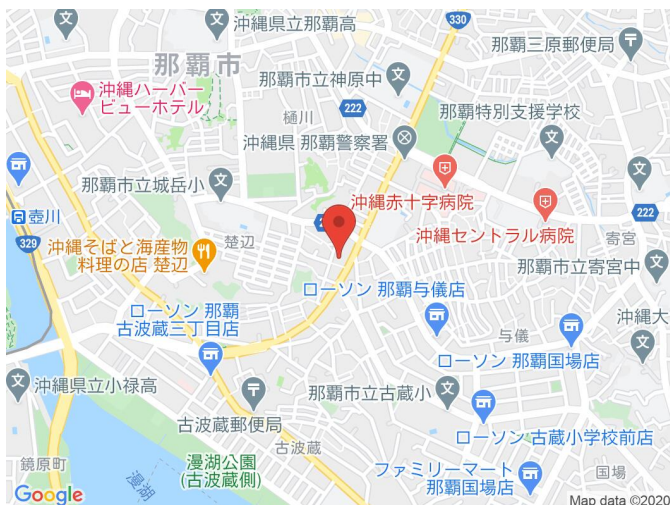 沖縄県立那覇高
330
那覇三原郵便局
那覇市
那覇市立神原中
沖縄ハーバー
ビューホテル
222
樋川
那覇特別支援学校
沖縄県 那覇警察署
那覇市立城岳小
沖縄赤十字病院
222
壺川
329
楚辺
沖縄そばと海産物
料理の店 楚辺
沖縄セントラル病院
寄宮
那覇市立寄宮中
ローソン 那覇与儀店
ローソン 那覇
古波蔵三丁目店
与儀
沖縄大
ローソン 那覇国場店
沖縄県立小禄高
那覇市立古蔵小
古波蔵郵便局
ローソン 古蔵小学校前店
古波蔵
鏡原町
漫湖公園
(古波蔵側)
漫湖
ファミリーマート
那覇国場店
国場
Google
Map data ©2020